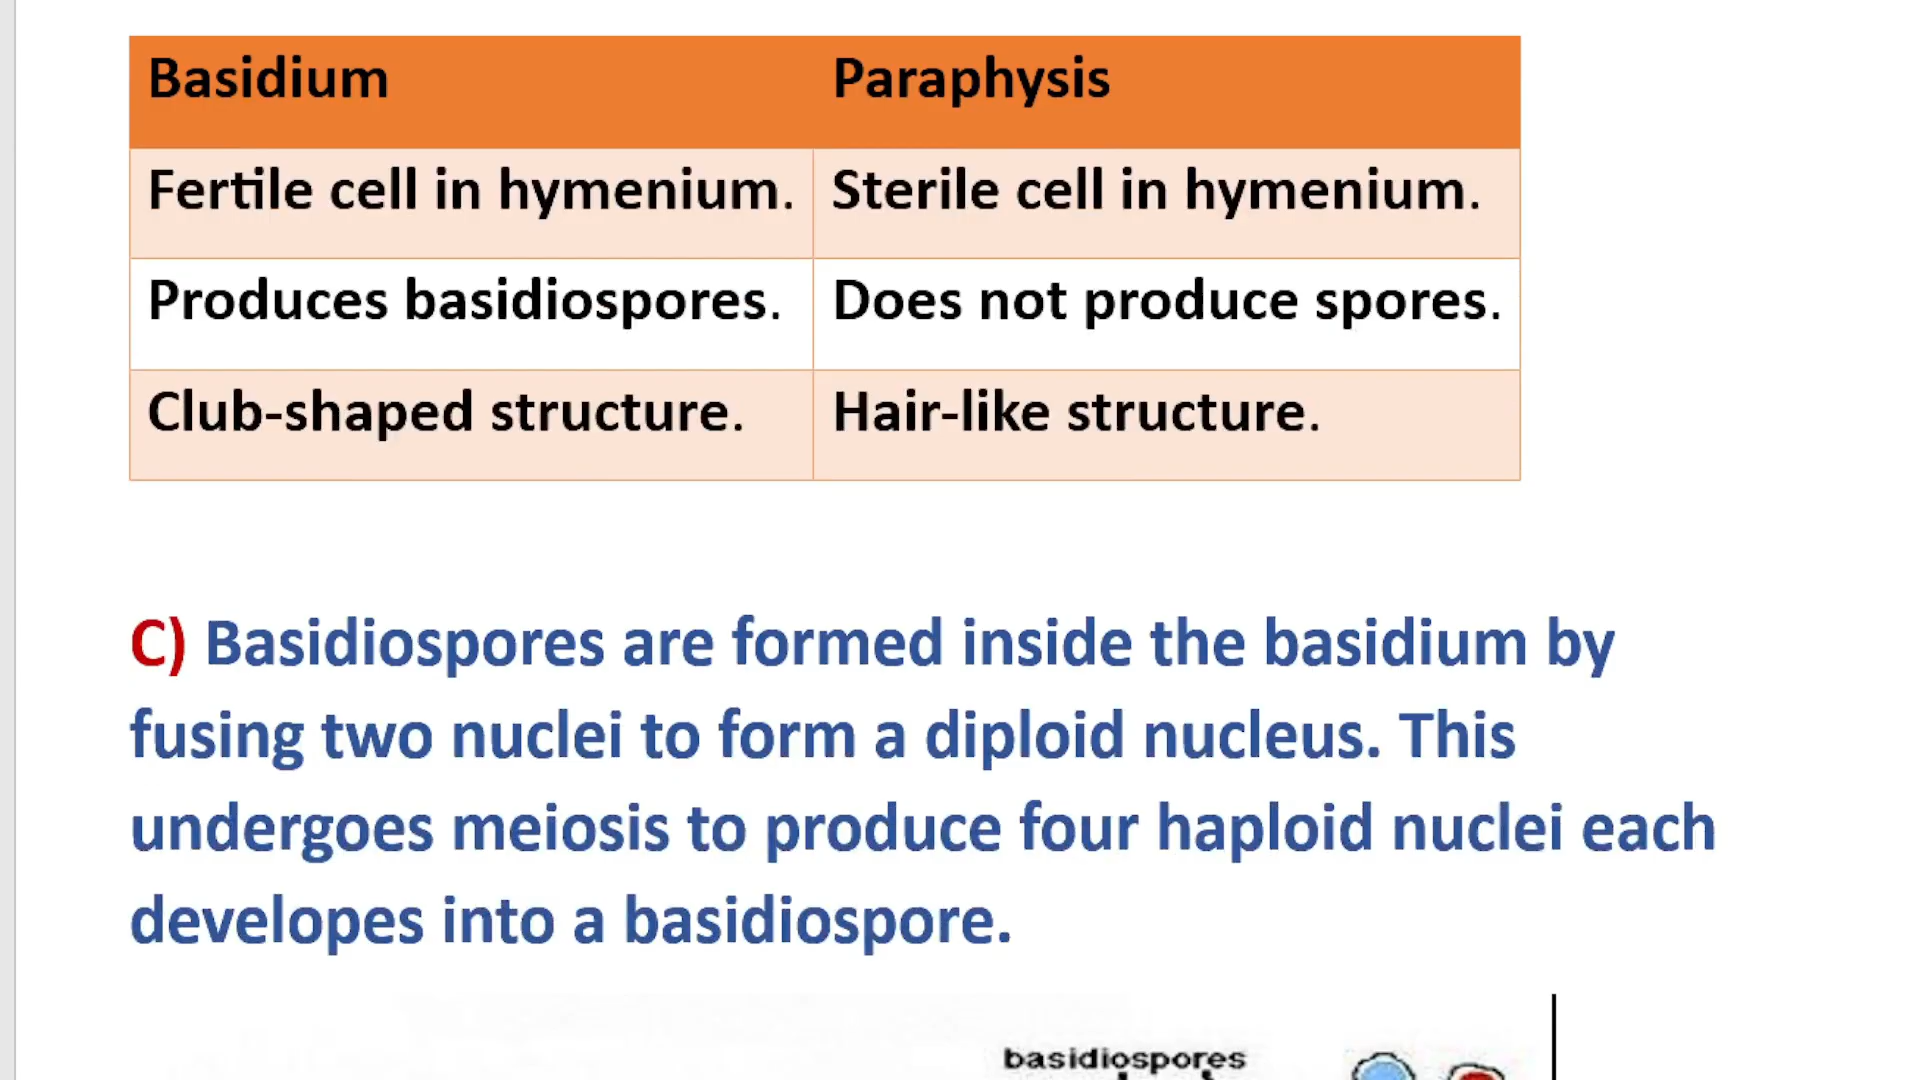 Basidium Paraphysis
Fertile cell in hymenium. Sterile cell in hymenium.
Produces basidiospores. Does not produce spores.
Club-shaped structure. Hair-like structure.
C) Basidiospores are formed inside the basidium by
fusing two nuclei to form a diploid nucleus. This
undergoes meiosis to produce four haploid nuclei each
developes into a basidiospore.
basidiospores